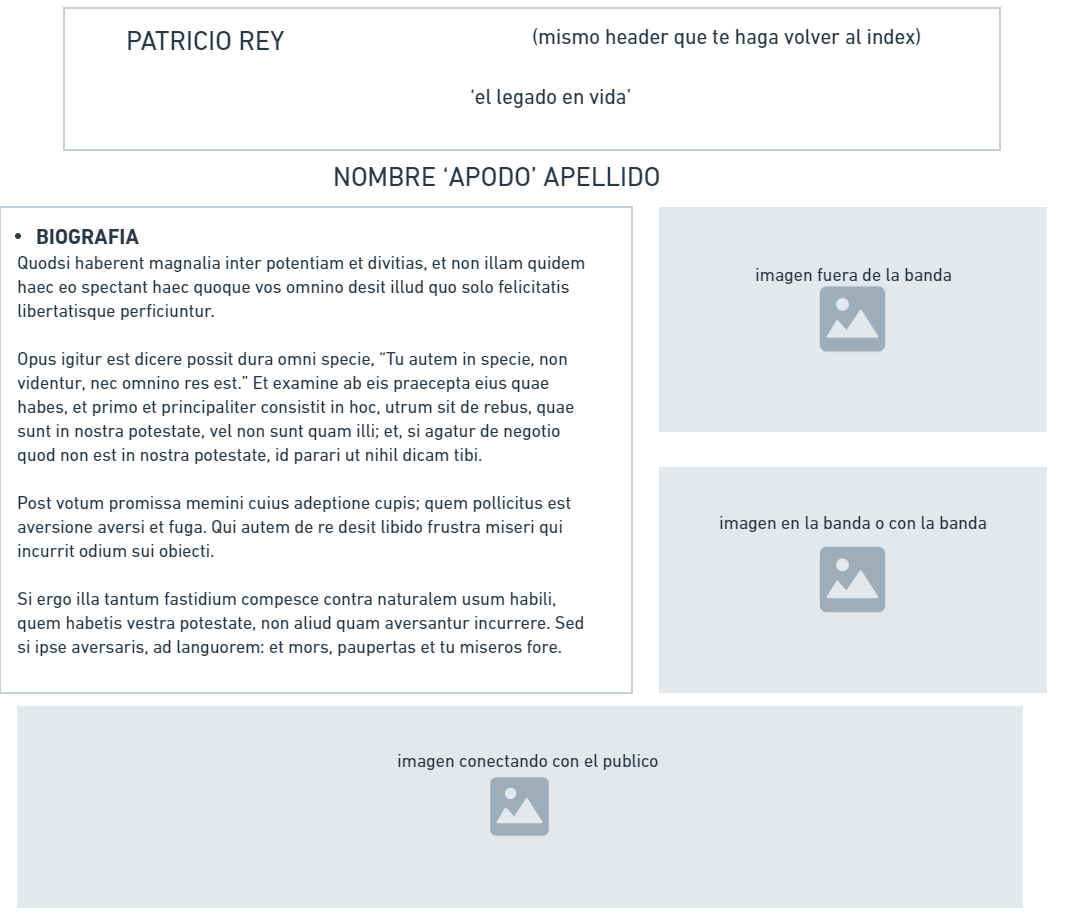 PATRICIO REY
(mismo header que te haga volver al index)
‘el legado en vida’
NOMBRE ‘APODO’ APELLIDO
• BIOGRAFIA
Quodsi haberent magnalia inter potentiam et divitias, et non illam quidem
haec eo spectant haec quoque vos omnino desit illud quo solo felicitatis
libertatisque perficiuntur.
Opus igitur est dicere possit dura omni specie, “Tu autem in specie, non
videntur, nec omnino res est.” Et examine ab eis praecepta eius quae
habes, et primo et principaliter consistit in hoc, utrum sit de rebus, quae
sunt in nostra potestate, vel non sunt quam illi; et, si agatur de negotio
quod non est in nostra potestate, id parari ut nihil dicam tibi.
Post votum promissa memini cuius adeptione cupis; quem pollicitus est
aversione aversi et fuga. Qui autem de re desit libido frustra miseri qui
incurrit odium sui obiecti.
Si ergo illa tantum fastidium compesce contra naturalem usum habili,
quem habetis vestra potestate, non aliud quam aversantur incurrere. Sed
si ipse aversaris, ad languorem: et mors, paupertas et tu miseros fore.
imagen fuera de la banda
imagen en la banda o con la banda
imagen conectando con el publico